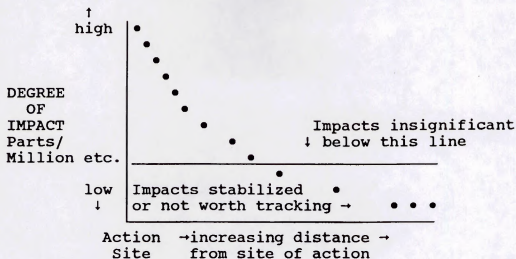 ↑
high
DEGREE
OF
IMPACT
Parts/
Million etc.
Impacts insignificant
↓ below this line
low
↓
Impacts stabilized
or not worth tracking →
Action →increasing distance →
Site from site of action